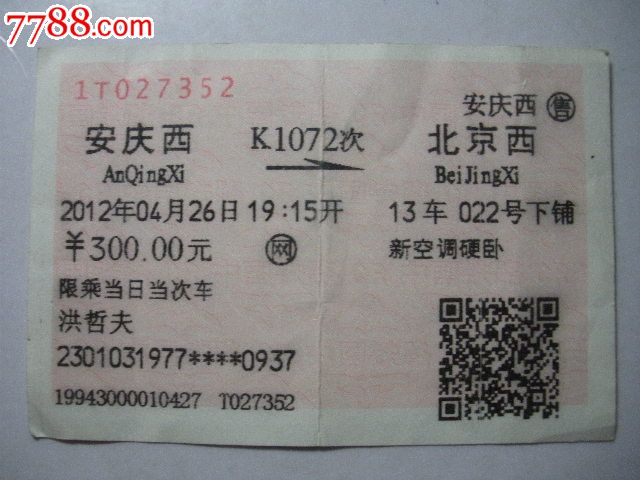 7788.com
1T027352
安庆西 售
安庆西 K1072次 北京西
AnQingXi BeiJingXi
2012年04月26日 19:15开 13车 022号下铺
￥300.00元 网 新空调硬卧
限乘当日当次车
洪哲夫
2301031977****0937
19943000010427 T027352